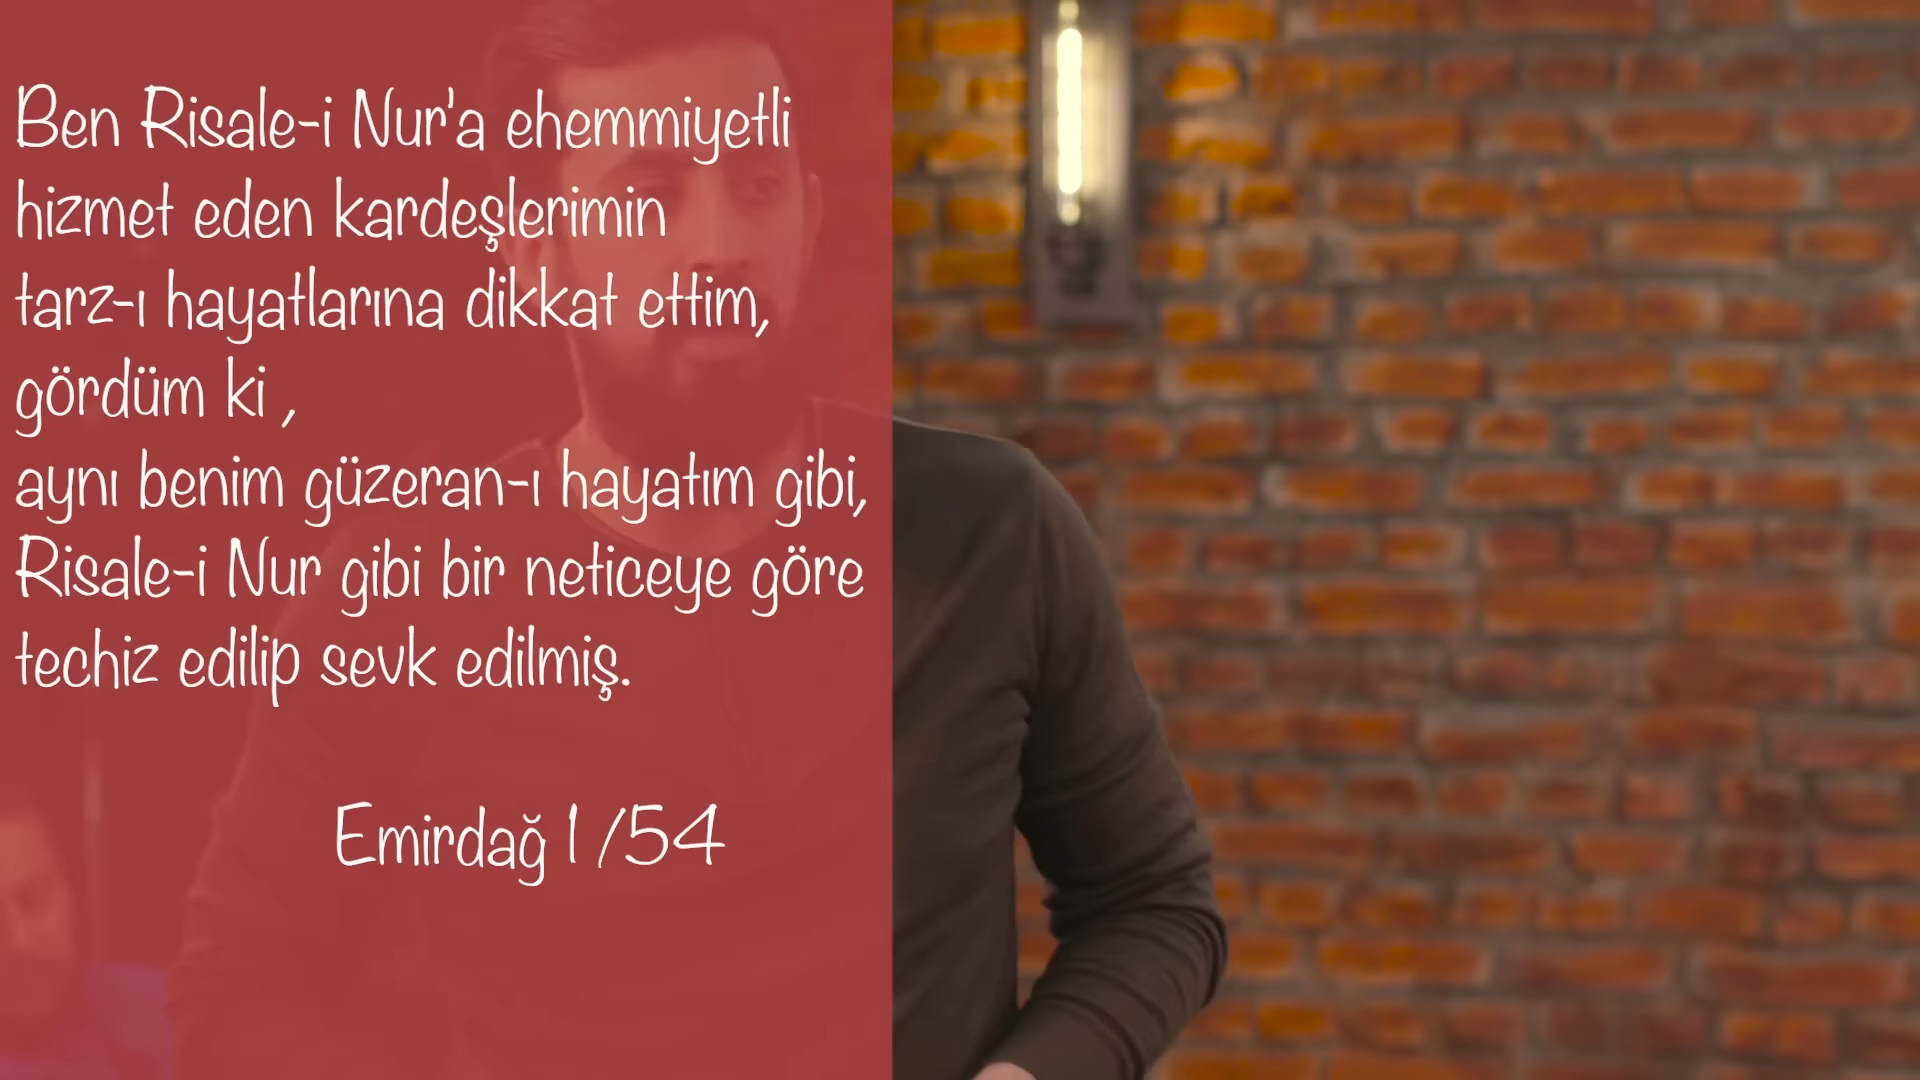 Ben Risale-i Nur'a ehemmiyetli
hizmet eden kardeşlerimin
tarz-ı hayatlarına dikkat ettim,
gördüm ki ,
aynı benim güzeran-ı hayatım gibi,
Risale-i Nur gibi bir neticeye göre
techiz edilip sevk edilmiş.
Emirdağ 1 /54